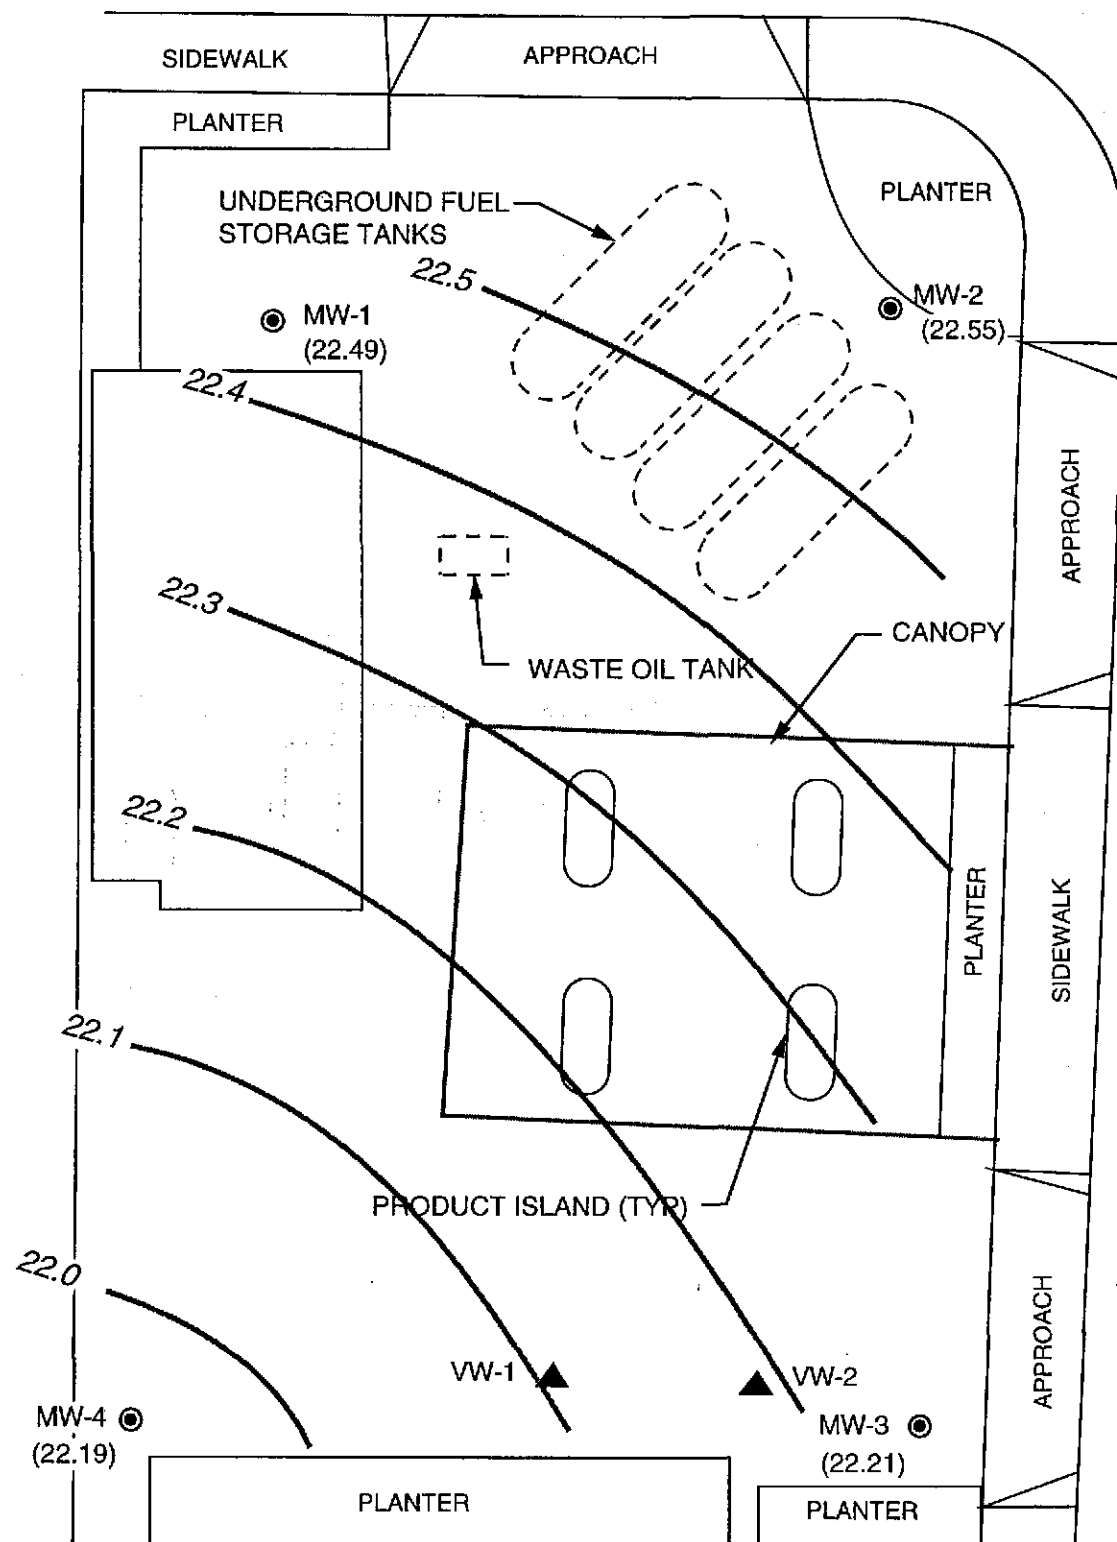 SIDEWALK
APPROACH
PLANTER
UNDERGROUND FUEL
STORAGE TANKS
PLANTER
22.5
MW-1
(22.49)
MW-2
(22.55)
22.4
APPROACH
22.3
CANOPY
WASTE OIL TANK
22.2
PLANTER
SIDEWALK
22.1
PRODUCT ISLAND (TYP)
22.0
APPROACH
VW-1
VW-2
MW-4
(22.19)
MW-3
(22.21)
PLANTER
PLANTER